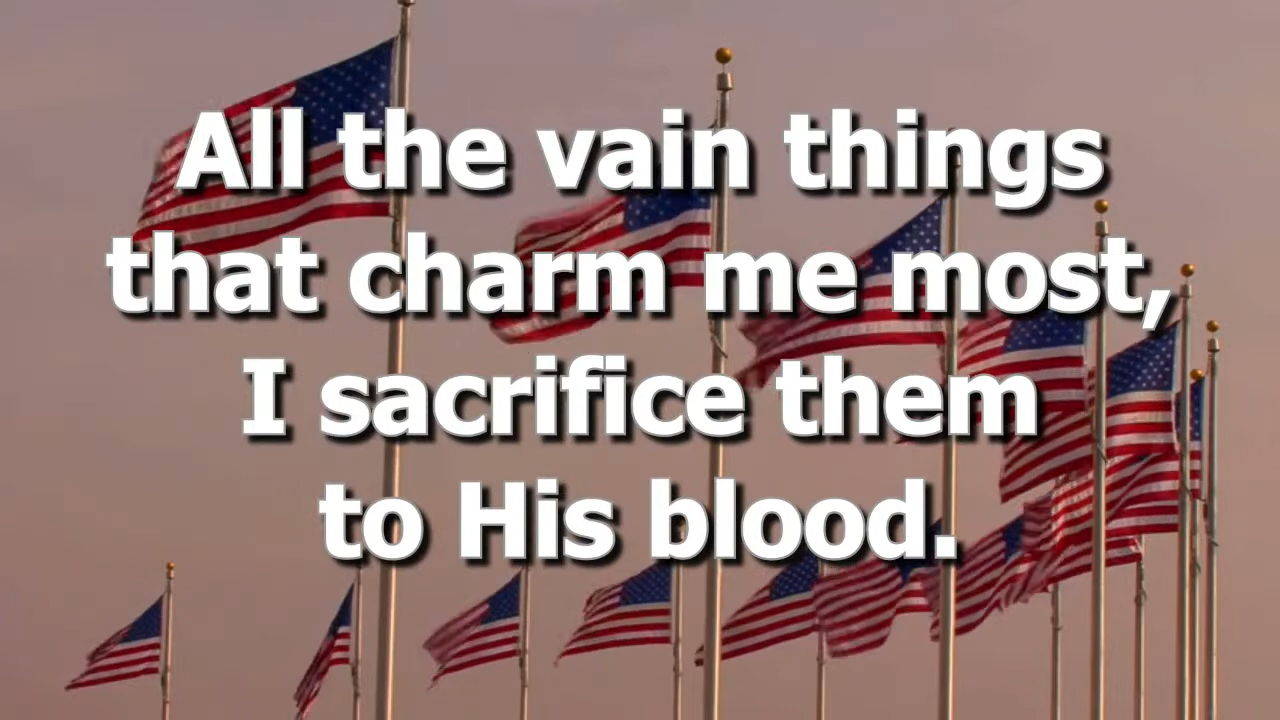 All the vain things
that charm me most,
I sacrifice them
to His blood.